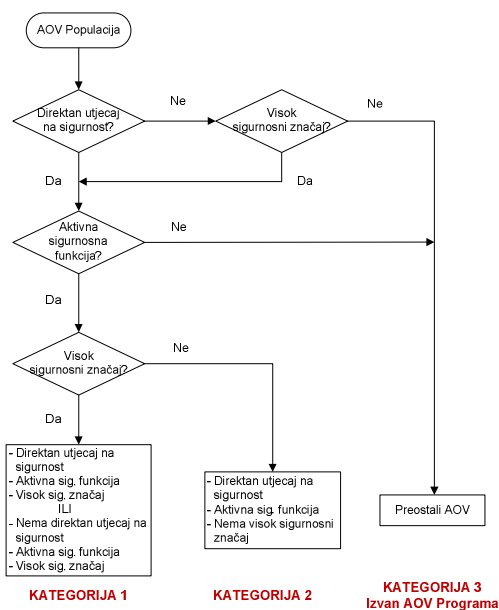 AOV Populacija
Direktan utjecaj
na sigurnost?
Ne
Visok
sigurnosni značaj?
Ne
Da
Da
Aktivna
sigurnosna
funkcija?
Ne
Da
Visok
sigurnosni značaj?
Ne
Da
- Direktan utjecaj na
sigurnost
- Aktivna sig. funkcija
- Visok sig. značaj
ILI
- Nema direktan utjecaj na
sigurnost
- Aktivna sig. funkcija
- Visok sig. značaj
- Direktan utjecaj na
sigurnost
- Aktivna sig. funkcija
- Nema visok sigurnosni
značaj
Preostali AOV
KATEGORIJA 1
KATEGORIJA 2
KATEGORIJA 3
Izvan AOV Programa